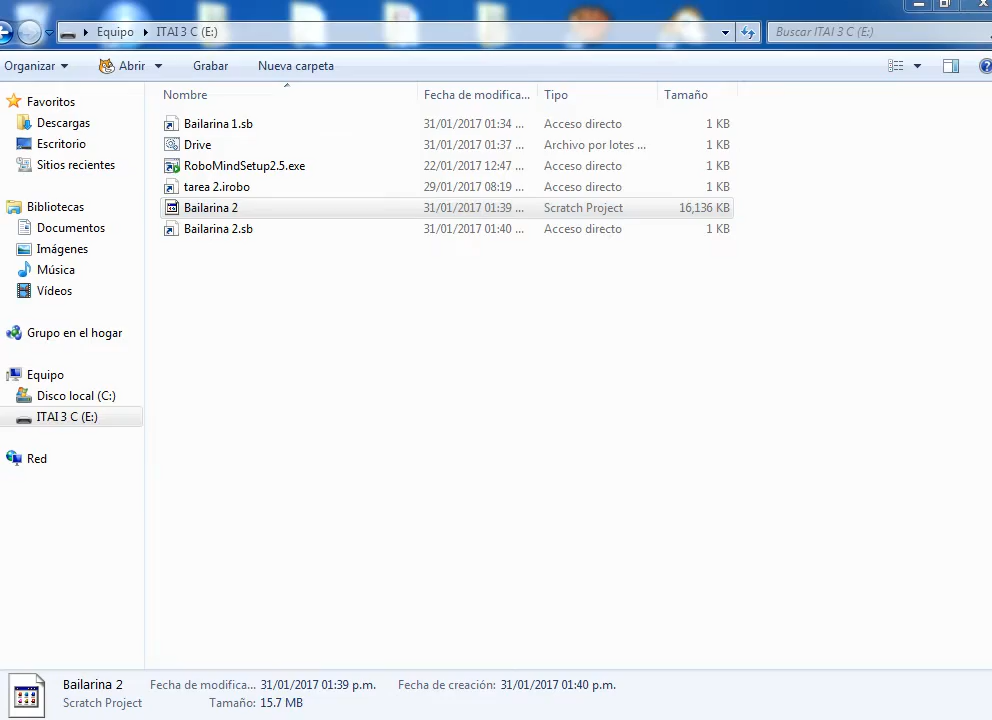 Equipo ▸ ITAI 3 C (E:)
Buscar ITAI 3 C (E:)
Organizar Abrir Grabar Nueva carpeta
Nombre Fecha de modifica... Tipo Tamaño
Bailarina 1.sb 31/01/2017 01:34 ... Acceso directo 1 KB
Drive 31/01/2017 01:37 ... Archivo por lotes ... 1 KB
RoboMindSetup2.5.exe 22/01/2017 12:47 ... Acceso directo 1 KB
tarea 2.irobo 29/01/2017 08:19 ... Acceso directo 1 KB
Bailarina 2 31/01/2017 01:39 ... Scratch Project 16,136 KB
Bailarina 2.sb 31/01/2017 01:40 ... Acceso directo 1 KB
Favoritos
Descargas
Escritorio
Sitios recientes
Bibliotecas
Documentos
Imágenes
Música
Vídeos
Grupo en el hogar
Equipo
Disco local (C:)
ITAI 3 C (E:)
Red
Bailarina 2 Fecha de modifica... 31/01/2017 01:39 p.m. Fecha de creación: 31/01/2017 01:40 p.m.
Scratch Project Tamaño: 15.7 MB